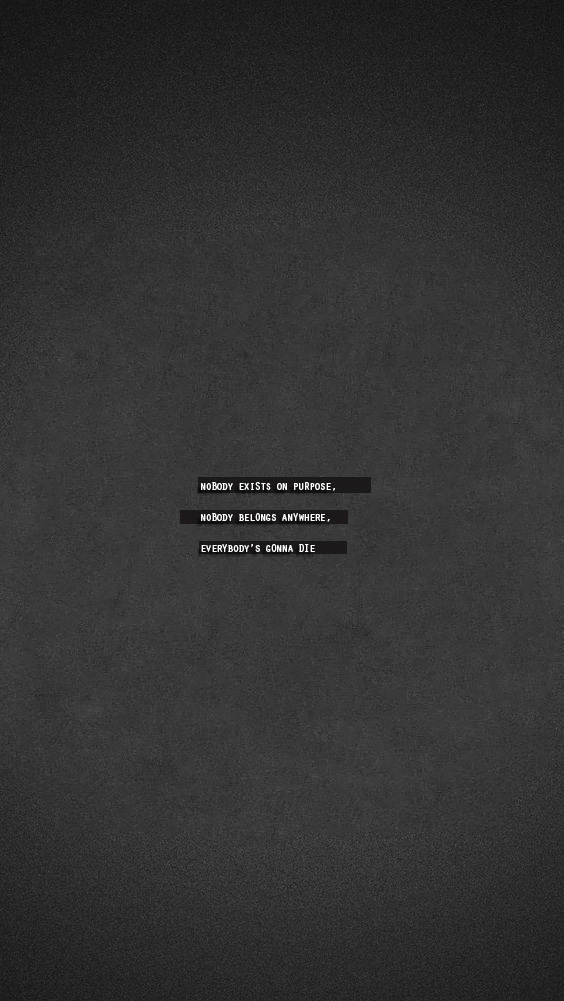 NOBODY EXISTS ON PURPOSE,
NOBODY BELONGS ANYWHERE,
EVERYBODY'S GONNA DIE